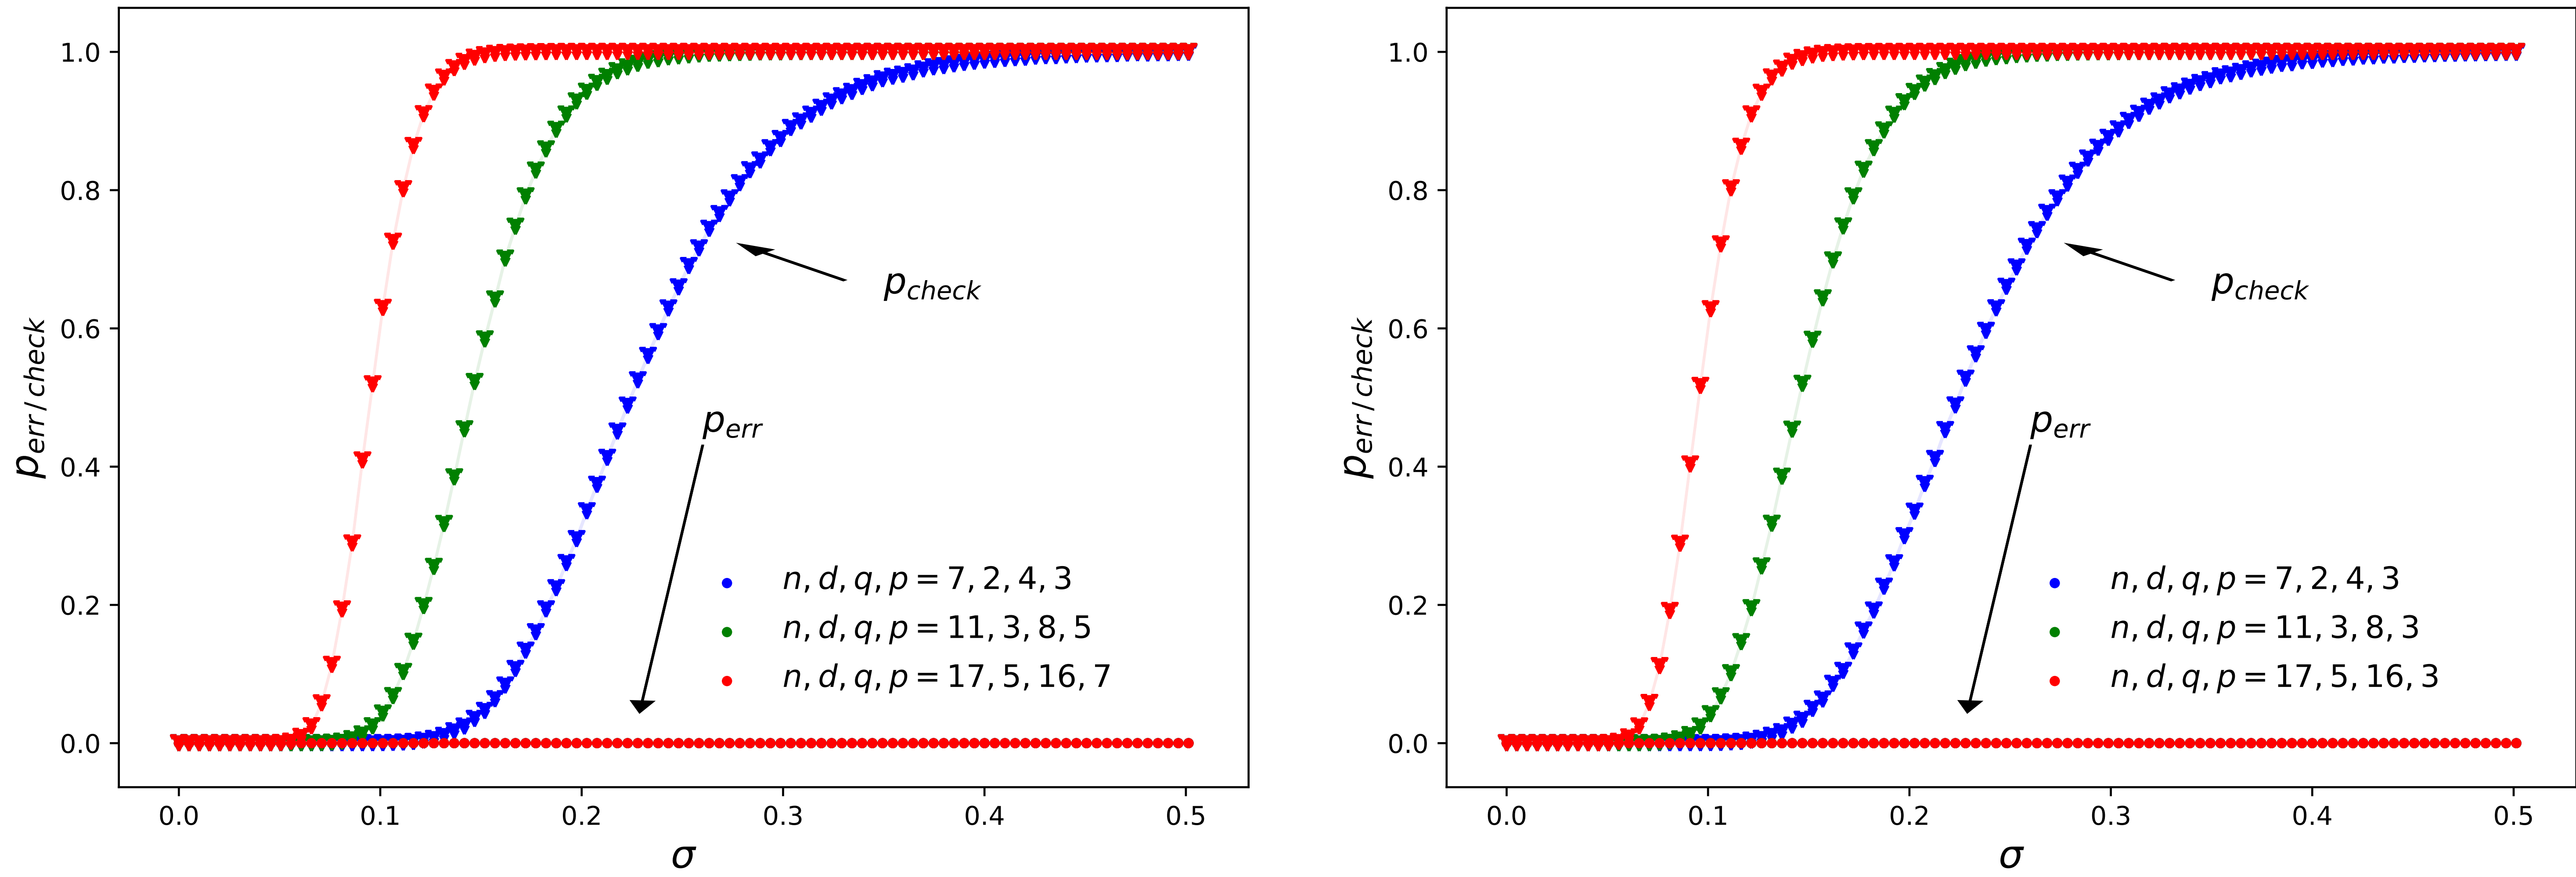 1.0
0.8
0.6
0.4
0.2
0.0
p_err/check
p_check
p_err
n, d, q, p = 7, 2, 4, 3
n, d, q, p = 11, 3, 8, 5
n, d, q, p = 17, 5, 16, 7
0.0 0.1 0.2 0.3 0.4 0.5
σ
1.0
0.8
0.6
0.4
0.2
0.0
p_err/check
p_check
p_err
n, d, q, p = 7, 2, 4, 3
n, d, q, p = 11, 3, 8, 3
n, d, q, p = 17, 5, 16, 3
0.0 0.1 0.2 0.3 0.4 0.5
σ